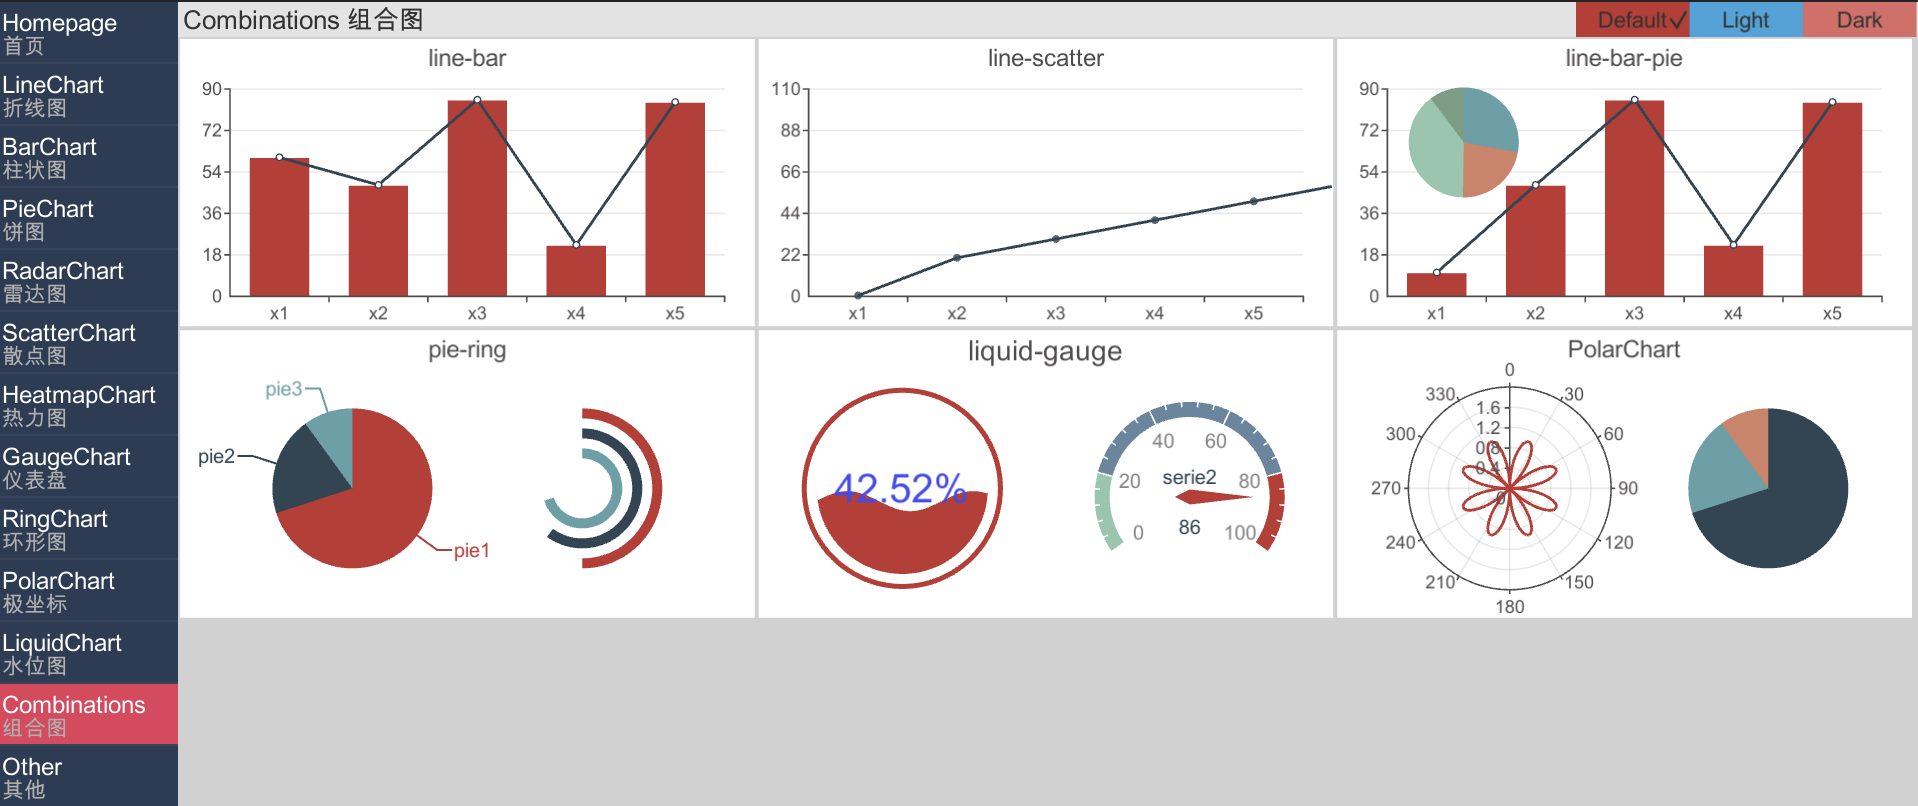 Homepage
首页
LineChart
折线图
BarChart
柱状图
PieChart
饼图
RadarChart
雷达图
ScatterChart
散点图
HeatmapChart
热力图
GaugeChart
仪表盘
RingChart
环形图
PolarChart
极坐标
LiquidChart
水位图
Combinations
组合图
Other
其他
Combinations 组合图
Default✓ Light Dark
line-bar
90
72
54
36
18
0
x1 x2 x3 x4 x5
line-scatter
110
88
66
44
22
0
x1 x2 x3 x4 x5
line-bar-pie
90
72
54
36
18
0
x1 x2 x3 x4 x5
pie-ring
pie3
pie2
pie1
liquid-gauge
42.52%
40 60
20 serie2 80
0 86 100
PolarChart
0
330 30
1.6
1.2
300 60
0.8
0.4
270 0 90
240 120
210 150
180